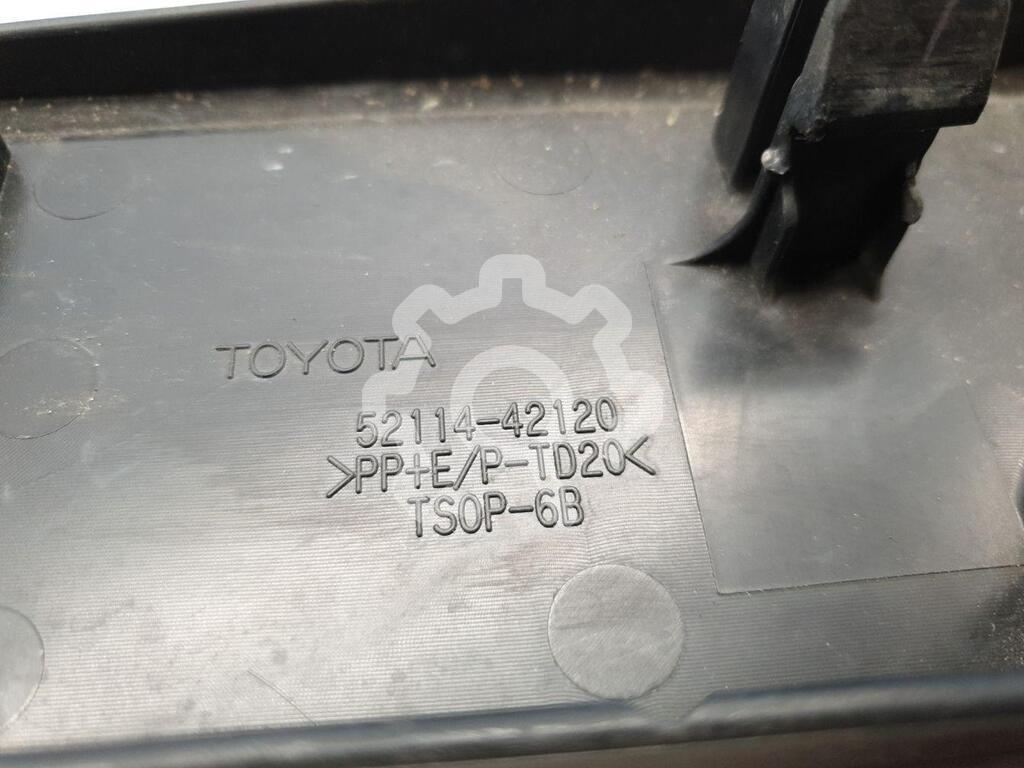 TOYOTA
52114-42120
>PP+E/P-TD20<
TSOP-6B